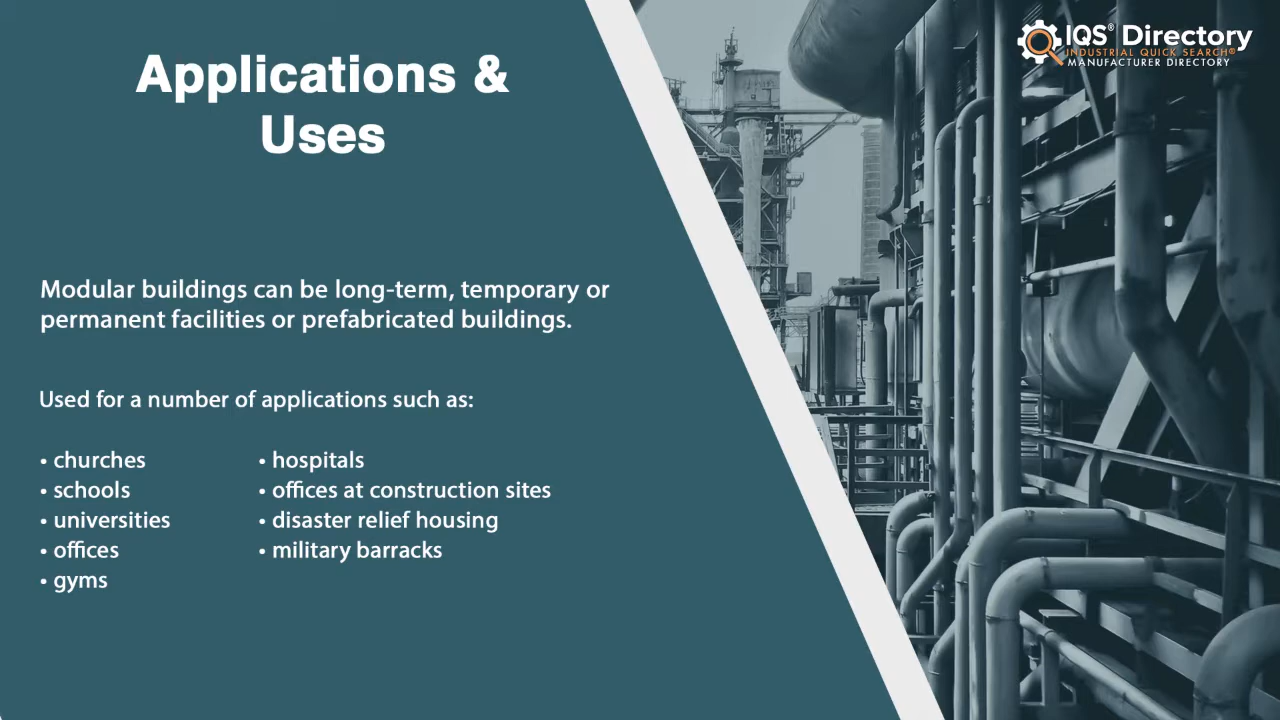 Applications &
Uses
IQS® Directory
INDUSTRIAL QUICK SEARCH®
MANUFACTURER DIRECTORY
Modular buildings can be long-term, temporary or
permanent facilities or prefabricated buildings.
Used for a number of applications such as:
• churches
• schools
• universities
• offices
• gyms
• hospitals
• offices at construction sites
• disaster relief housing
• military barracks